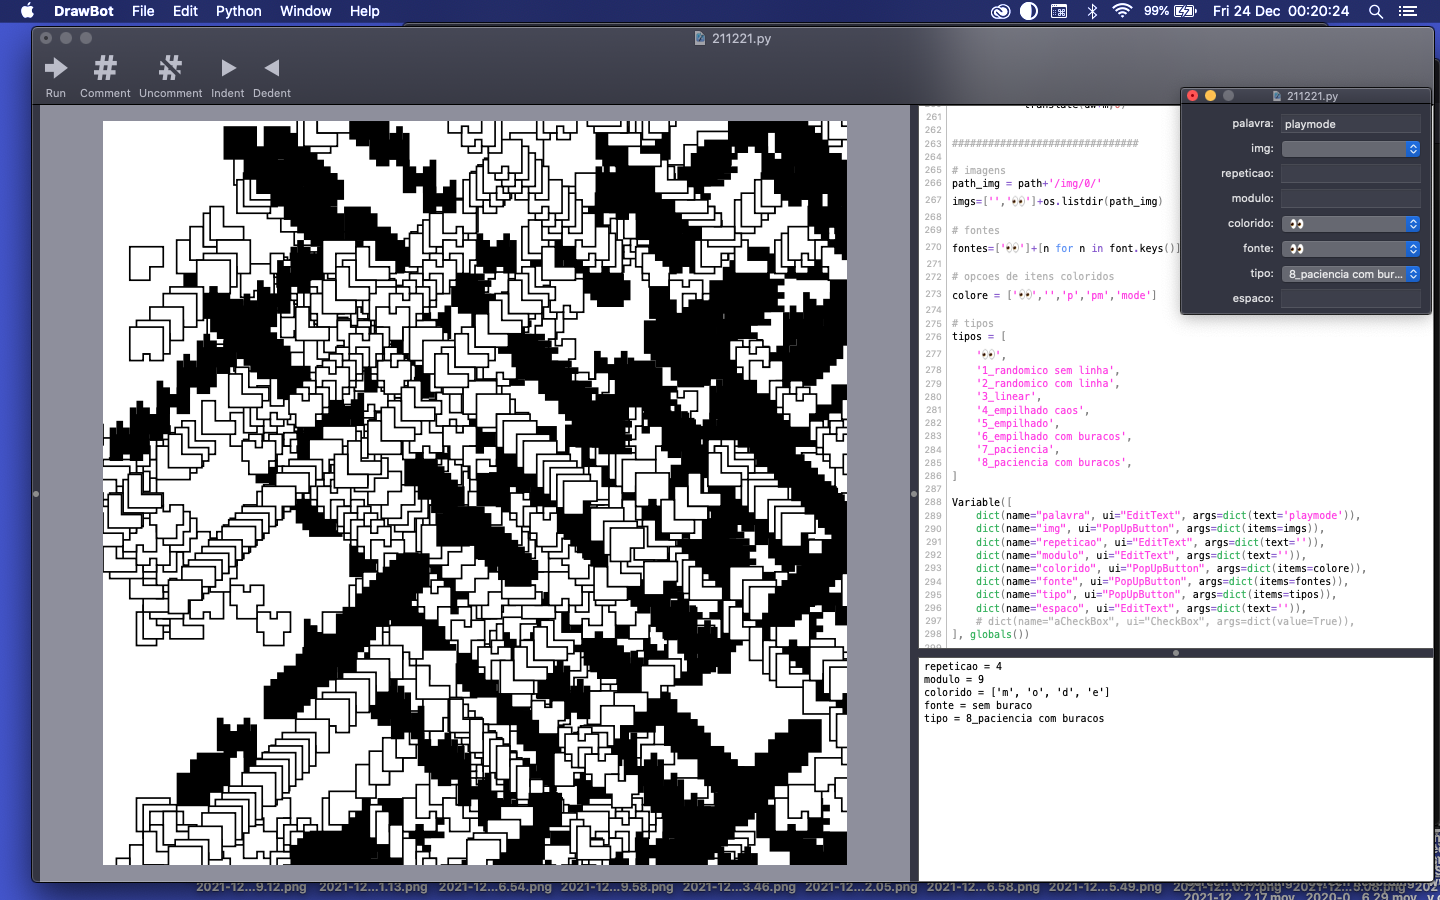 DrawBot File Edit Python Window Help 99% Fri 24 Dec 00:20:24
211221.py
Run Comment Uncomment Indent Dedent
261
262
263 ###############################
264
265 # imagens
266 path_img = path+'/img/0/'
267 imgs=['','👀']+os.listdir(path_img)
268
269 # fontes
270 fontes=['👀']+[n for n in font.keys()]
271
272 # opcoes de itens coloridos
273 colore = ['👀','','p','pm','mode']
274
275 # tipos
276 tipos = [
277 '👀',
278 '1_randomico sem linha',
279 '2_randomico com linha',
280 '3_linear',
281 '4_empilhado caos',
282 '5_empilhado',
283 '6_empilhado com buracos',
284 '7_paciencia',
285 '8_paciencia com buracos',
286 ]
287
288 Variable([
289 dict(name="palavra", ui="EditText", args=dict(text='playmode')),
290 dict(name="img", ui="PopUpButton", args=dict(items=imgs)),
291 dict(name="repeticao", ui="EditText", args=dict(text='')),
292 dict(name="modulo", ui="EditText", args=dict(text='')),
293 dict(name="colorido", ui="PopUpButton", args=dict(items=colore)),
294 dict(name="fonte", ui="PopUpButton", args=dict(items=fontes)),
295 dict(name="tipo", ui="PopUpButton", args=dict(items=tipos)),
296 dict(name="espaco", ui="EditText", args=dict(text='')),
297 # dict(name="aCheckBox", ui="CheckBox", args=dict(value=True)),
298 ], globals())
211221.py
palavra: playmode
img:
repeticao:
modulo:
colorido: 👀
fonte: 👀
tipo: 8_paciencia com bur...
espaco:
repeticao = 4
modulo = 9
colorido = ['m', 'o', 'd', 'e']
fonte = sem buraco
tipo = 8_paciencia com buracos
2021-12...9.12.png 2021-12...1.13.png 2021-12...6.54.png 2021-12...9.58.png 2021-12...3.46.png 2021-12...2.05.png 2021-12...6.58.png 2021-12...5.49.png